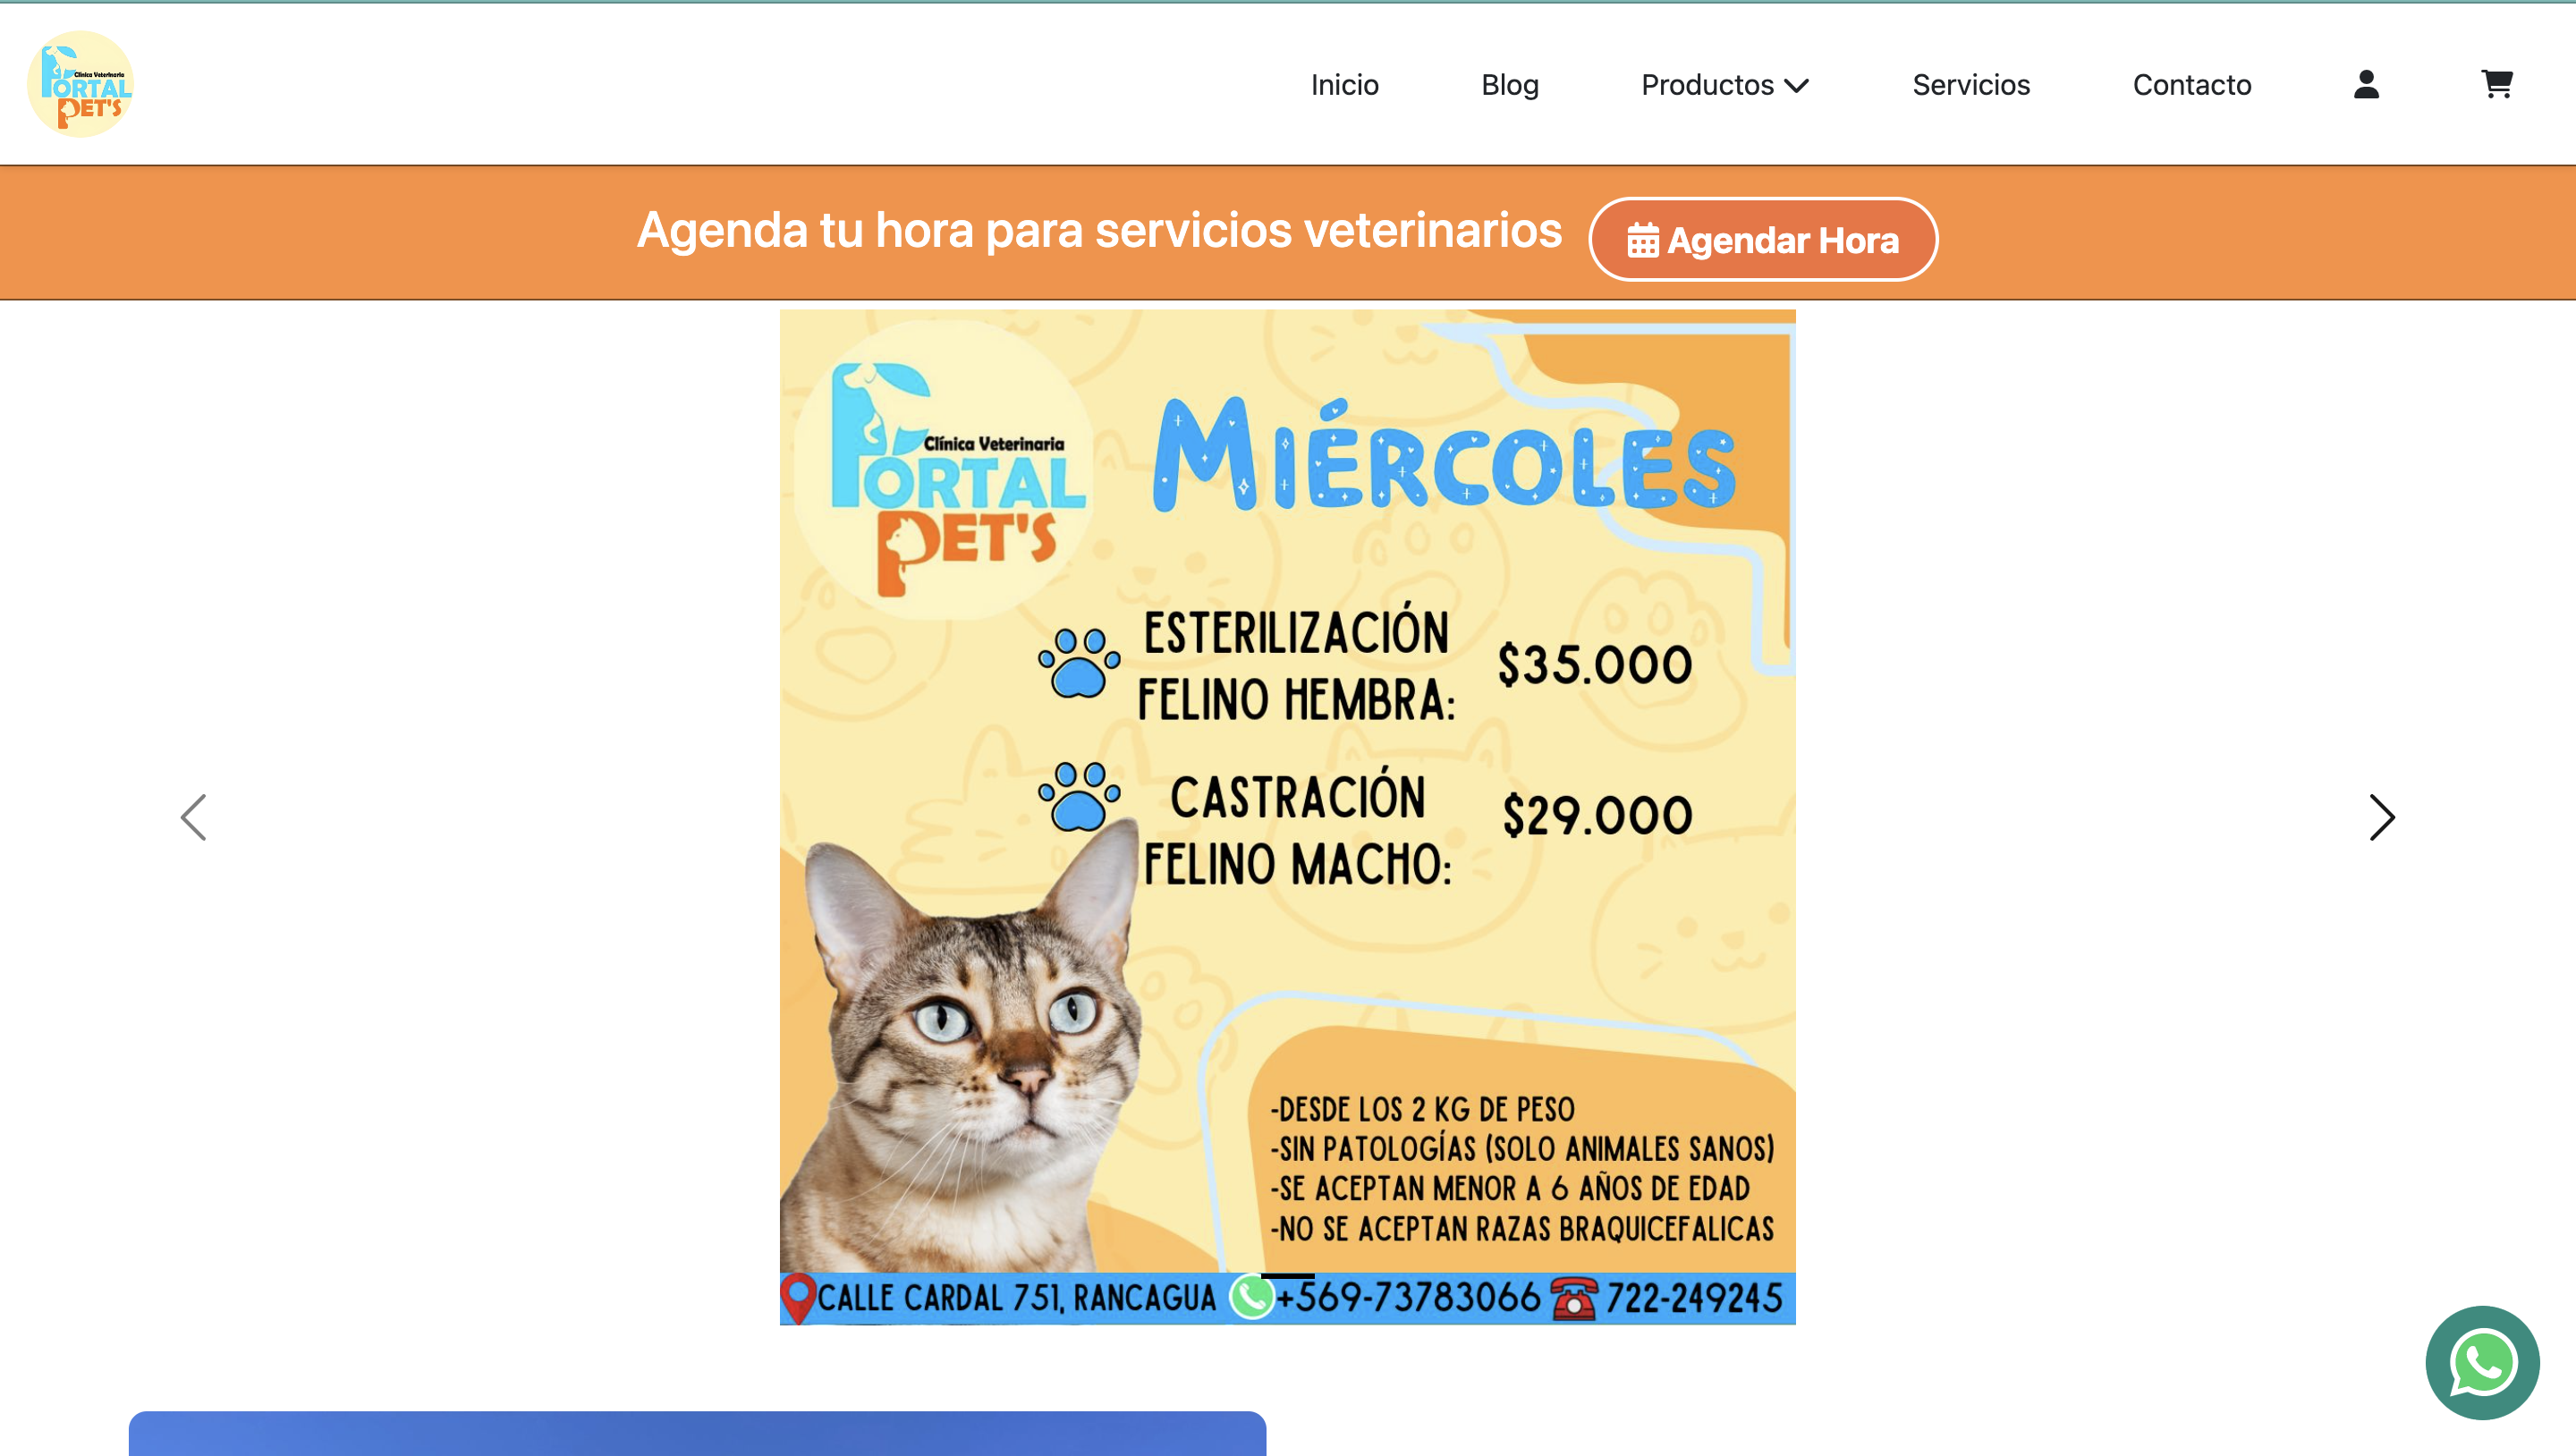 Clínica Veterinaria
PORTAL
PET'S
Inicio
Blog
Productos
Servicios
Contacto
Agenda tu hora para servicios veterinarios
Agendar Hora
Clínica Veterinaria
PORTAL
PET'S
MIÉRCOLES
ESTERILIZACIÓN
FELINO HEMBRA:
$35.000
CASTRACIÓN
FELINO MACHO:
$29.000
-DESDE LOS 2 KG DE PESO
-SIN PATOLOGÍAS (SOLO ANIMALES SANOS)
-SE ACEPTAN MENOR A 6 AÑOS DE EDAD
-NO SE ACEPTAN RAZAS BRAQUICEFALICAS
CALLE CARDAL 751, RANCAGUA +569-73783066 722-249245